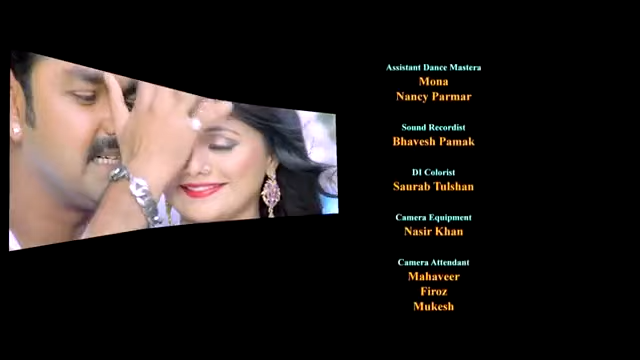 Assistant Dance Mastera
Mona
Nancy Parmar
Sound Recordist
Bhavesh Pamak
DI Colorist
Saurab Tulshan
Camera Equipment
Nasir Khan
Camera Attendant
Mahaveer
Firoz
Mukesh